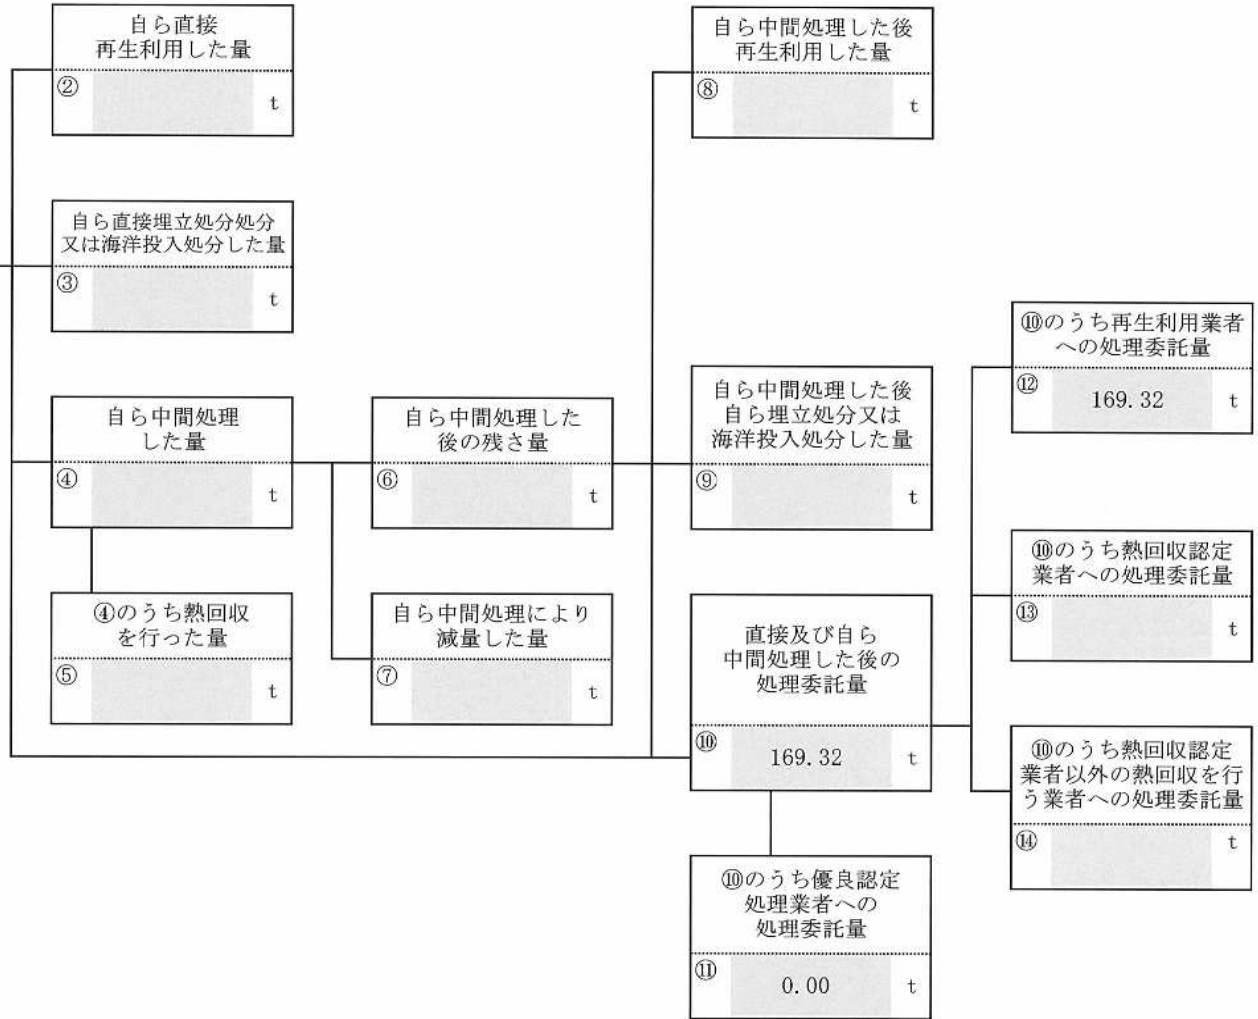 自ら直接
再生利用した量
② t
自ら直接埋立処分処分
又は海洋投入処分した量
③ t
自ら中間処理
した量
④ t
④のうち熱回収
を行った量
⑤ t
自ら中間処理した
後の残さ量
⑥ t
自ら中間処理により
減量した量
⑦ t
自ら中間処理した後
再生利用した量
⑧ t
自ら中間処理した後
自ら埋立処分又は
海洋投入処分した量
⑨ t
直接及び自ら
中間処理した後の
処理委託量
⑩ 169.32 t
⑩のうち優良認定
処理業者への
処理委託量
⑪ 0.00 t
⑩のうち再生利用業者
への処理委託量
⑫ 169.32 t
⑩のうち熱回収認定
業者への処理委託量
⑬ t
⑩のうち熱回収認定
業者以外の熱回収を行
う業者への処理委託量
⑭ t